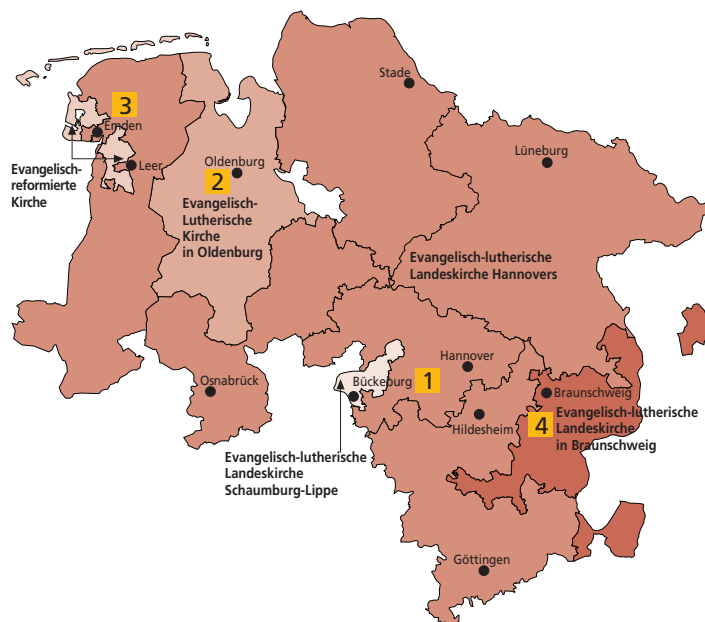 Stade
3
Emden
Lüneburg
Leer
Evangelisch-
reformierte
Kirche
Oldenburg
2
Evangelisch-
Lutherische
Kirche
in Oldenburg
Evangelisch-lutherische
Landeskirche Hannovers
Hannover
Osnabrück
Bückeburg
1
Braunschweig
Hildesheim
4
Evangelisch-lutherische
Landeskirche
in Braunschweig
Evangelisch-lutherische
Landeskirche
Schaumburg-Lippe
Göttingen